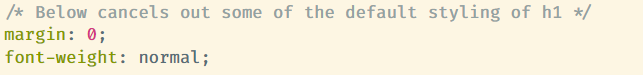 /* Below cancels out some of the default styling of h1 */
margin: 0;
font-weight: normal;